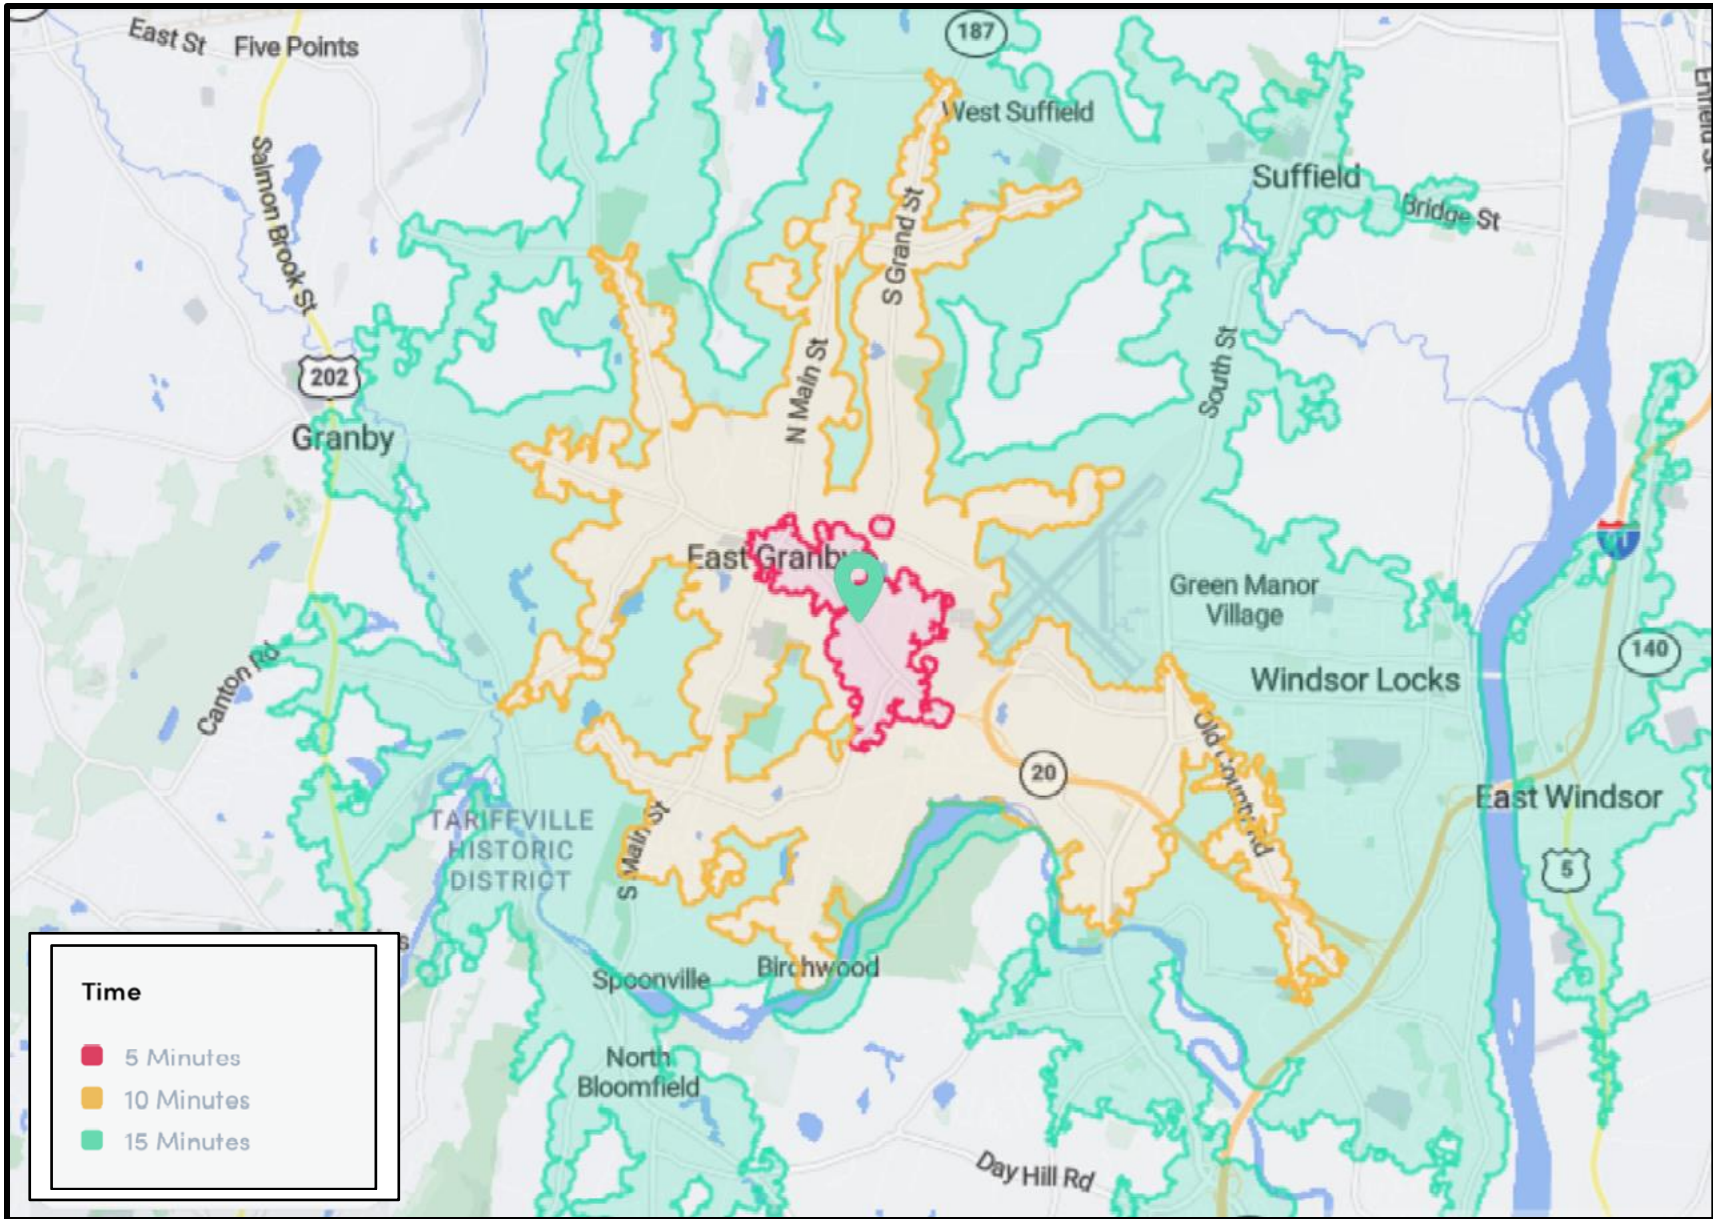 187
East St
Five Points
Enfield St
West Suffield
Salmon Brook St
Suffield
Bridge St
S Grand St
202
N Main St
South St
Granby
East Granby
Green Manor
Village
140
Canton Rd
Windsor Locks
Old County Rd
20
East Windsor
TARIFFVILLE
HISTORIC
DISTRICT
S Main St
5
Spoonville
Birchwood
North
Bloomfield
Day Hill Rd
Time
5 Minutes
10 Minutes
15 Minutes